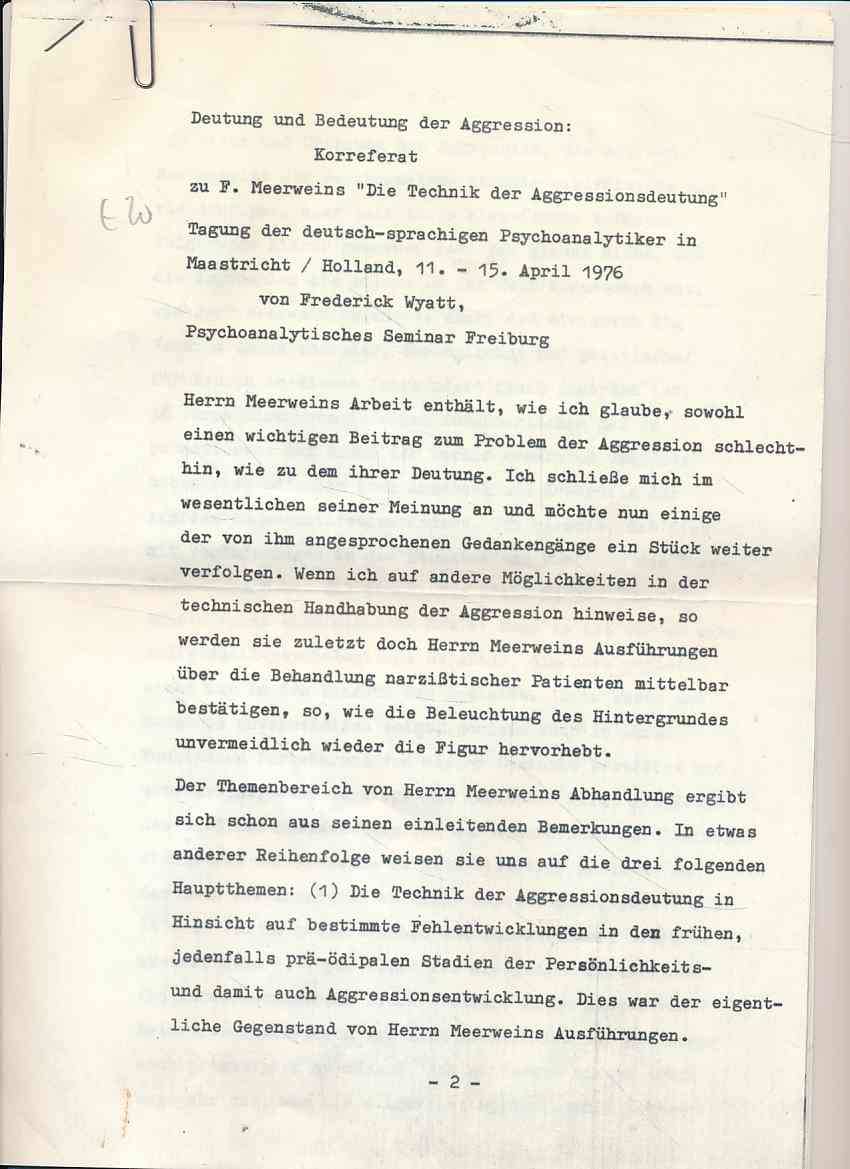 Deutung und Bedeutung der Aggression:
Korreferat
zu F. Meerweins "Die Technik der Aggressionsdeutung"
Tagung der deutsch-sprachigen Psychoanalytiker in
Maastricht / Holland, 11. - 15. April 1976
von Frederick Wyatt,
Psychoanalytisches Seminar Freiburg
Herrn Meerweins Arbeit enthält, wie ich glaube, sowohl
einen wichtigen Beitrag zum Problem der Aggression schlecht-
hin, wie zu dem ihrer Deutung. Ich schließe mich im
wesentlichen seiner Meinung an und möchte nun einige
der von ihm angesprochenen Gedankengänge ein Stück weiter
verfolgen. Wenn ich auf andere Möglichkeiten in der
technischen Handhabung der Aggression hinweise, so
werden sie zuletzt doch Herrn Meerweins Ausführungen
über die Behandlung narzißtischer Patienten mittelbar
bestätigen, so, wie die Beleuchtung des Hintergrundes
unvermeidlich wieder die Figur hervorhebt.
Der Themenbereich von Herrn Meerweins Abhandlung ergibt
sich schon aus seinen einleitenden Bemerkungen. In etwas
anderer Reihenfolge weisen sie uns auf die drei folgenden
Hauptthemen: (1) Die Technik der Aggressionsdeutung in
Hinsicht auf bestimmte Fehlentwicklungen in den frühen,
jedenfalls prä-ödipalen Stadien der Persönlichkeits-
und damit auch Aggressionsentwicklung. Dies war der eigent-
liche Gegenstand von Herrn Meerweins Ausführungen.
- 2 -